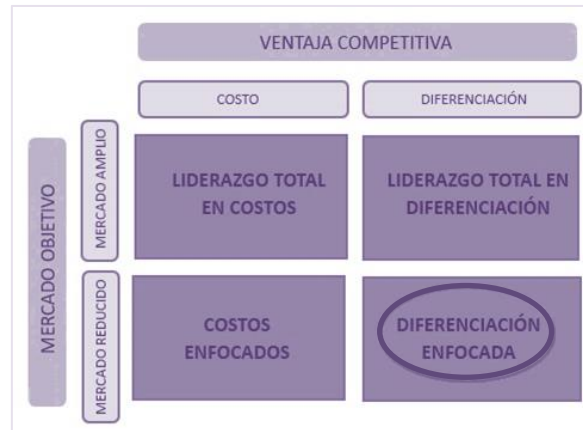 VENTAJA COMPETITIVA
COSTO
DIFERENCIACIÓN
MERCADO OBJETIVO
MERCADO AMPLIO
LIDERAZGO TOTAL
EN COSTOS
LIDERAZGO TOTAL EN
DIFERENCIACIÓN
MERCADO REDUCIDO
COSTOS
ENFOCADOS
DIFERENCIACIÓN
ENFOCADA